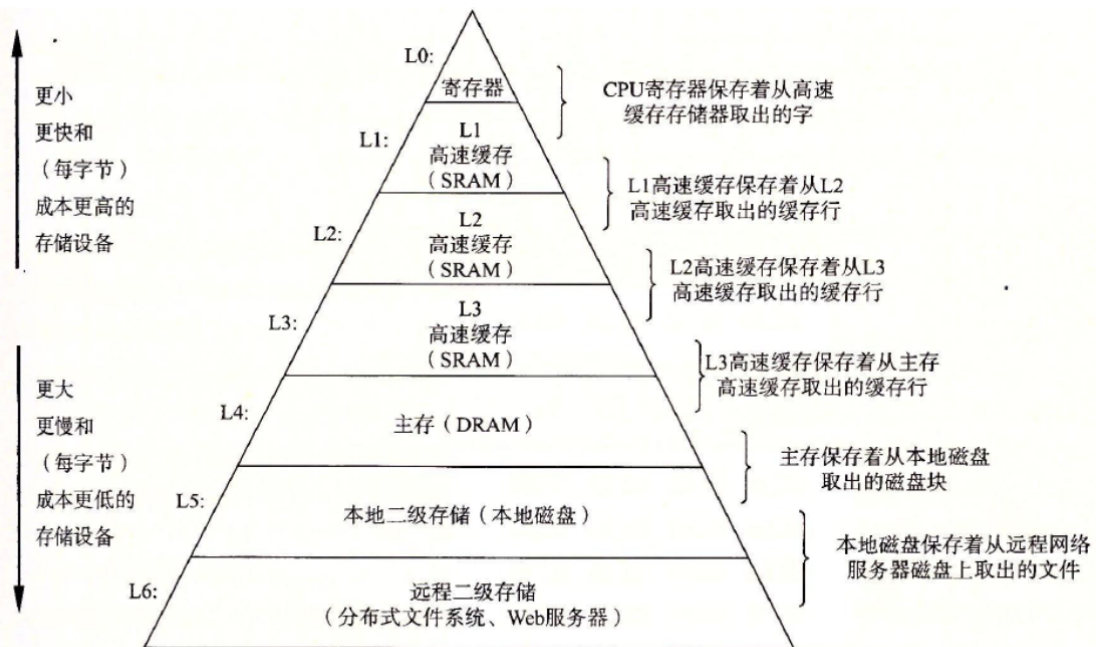 更小
更快和
（每字节）
成本更高的
存储设备
更大
更慢和
（每字节）
成本更低的
存储设备
L0:
寄存器
CPU寄存器保存着从高速
缓存存储器取出的字
L1:
L1
高速缓存
（SRAM）
L1高速缓存保存着从L2
高速缓存取出的缓存行
L2:
L2
高速缓存
（SRAM）
L2高速缓存保存着从L3
高速缓存取出的缓存行
L3:
L3
高速缓存
（SRAM）
L3高速缓存保存着从主存
高速缓存取出的缓存行
L4:
主存（DRAM）
主存保存着从本地磁盘
取出的磁盘块
L5:
本地二级存储（本地磁盘）
本地磁盘保存着从远程网络
服务器磁盘上取出的文件
L6:
远程二级存储
（分布式文件系统、Web服务器）